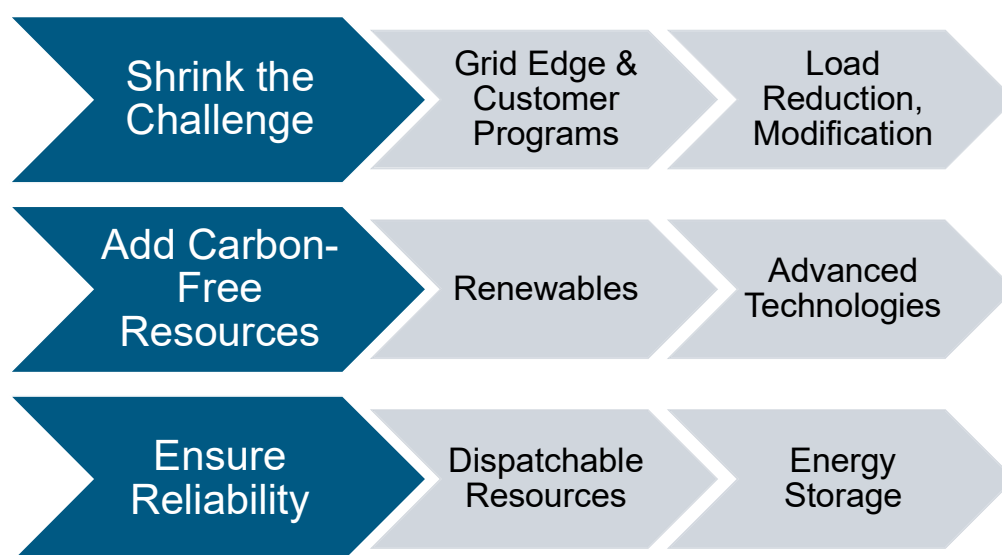 Shrink the
Challenge
Grid Edge &
Customer
Programs
Load
Reduction,
Modification
Add Carbon-
Free
Resources
Renewables
Advanced
Technologies
Ensure
Reliability
Dispatchable
Resources
Energy
Storage